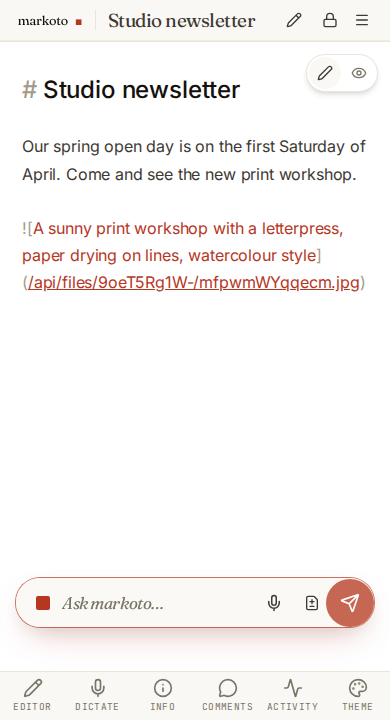 markoto
Studio newsletter
# Studio newsletter
Our spring open day is on the first Saturday of
April. Come and see the new print workshop.
![A sunny print workshop with a letterpress,
paper drying on lines, watercolour style]
(/api/files/9oeT5Rg1W-/mfpwmWYqqecm.jpg)
Ask markoto...
EDITOR DICTATE INFO COMMENTS ACTIVITY THEME